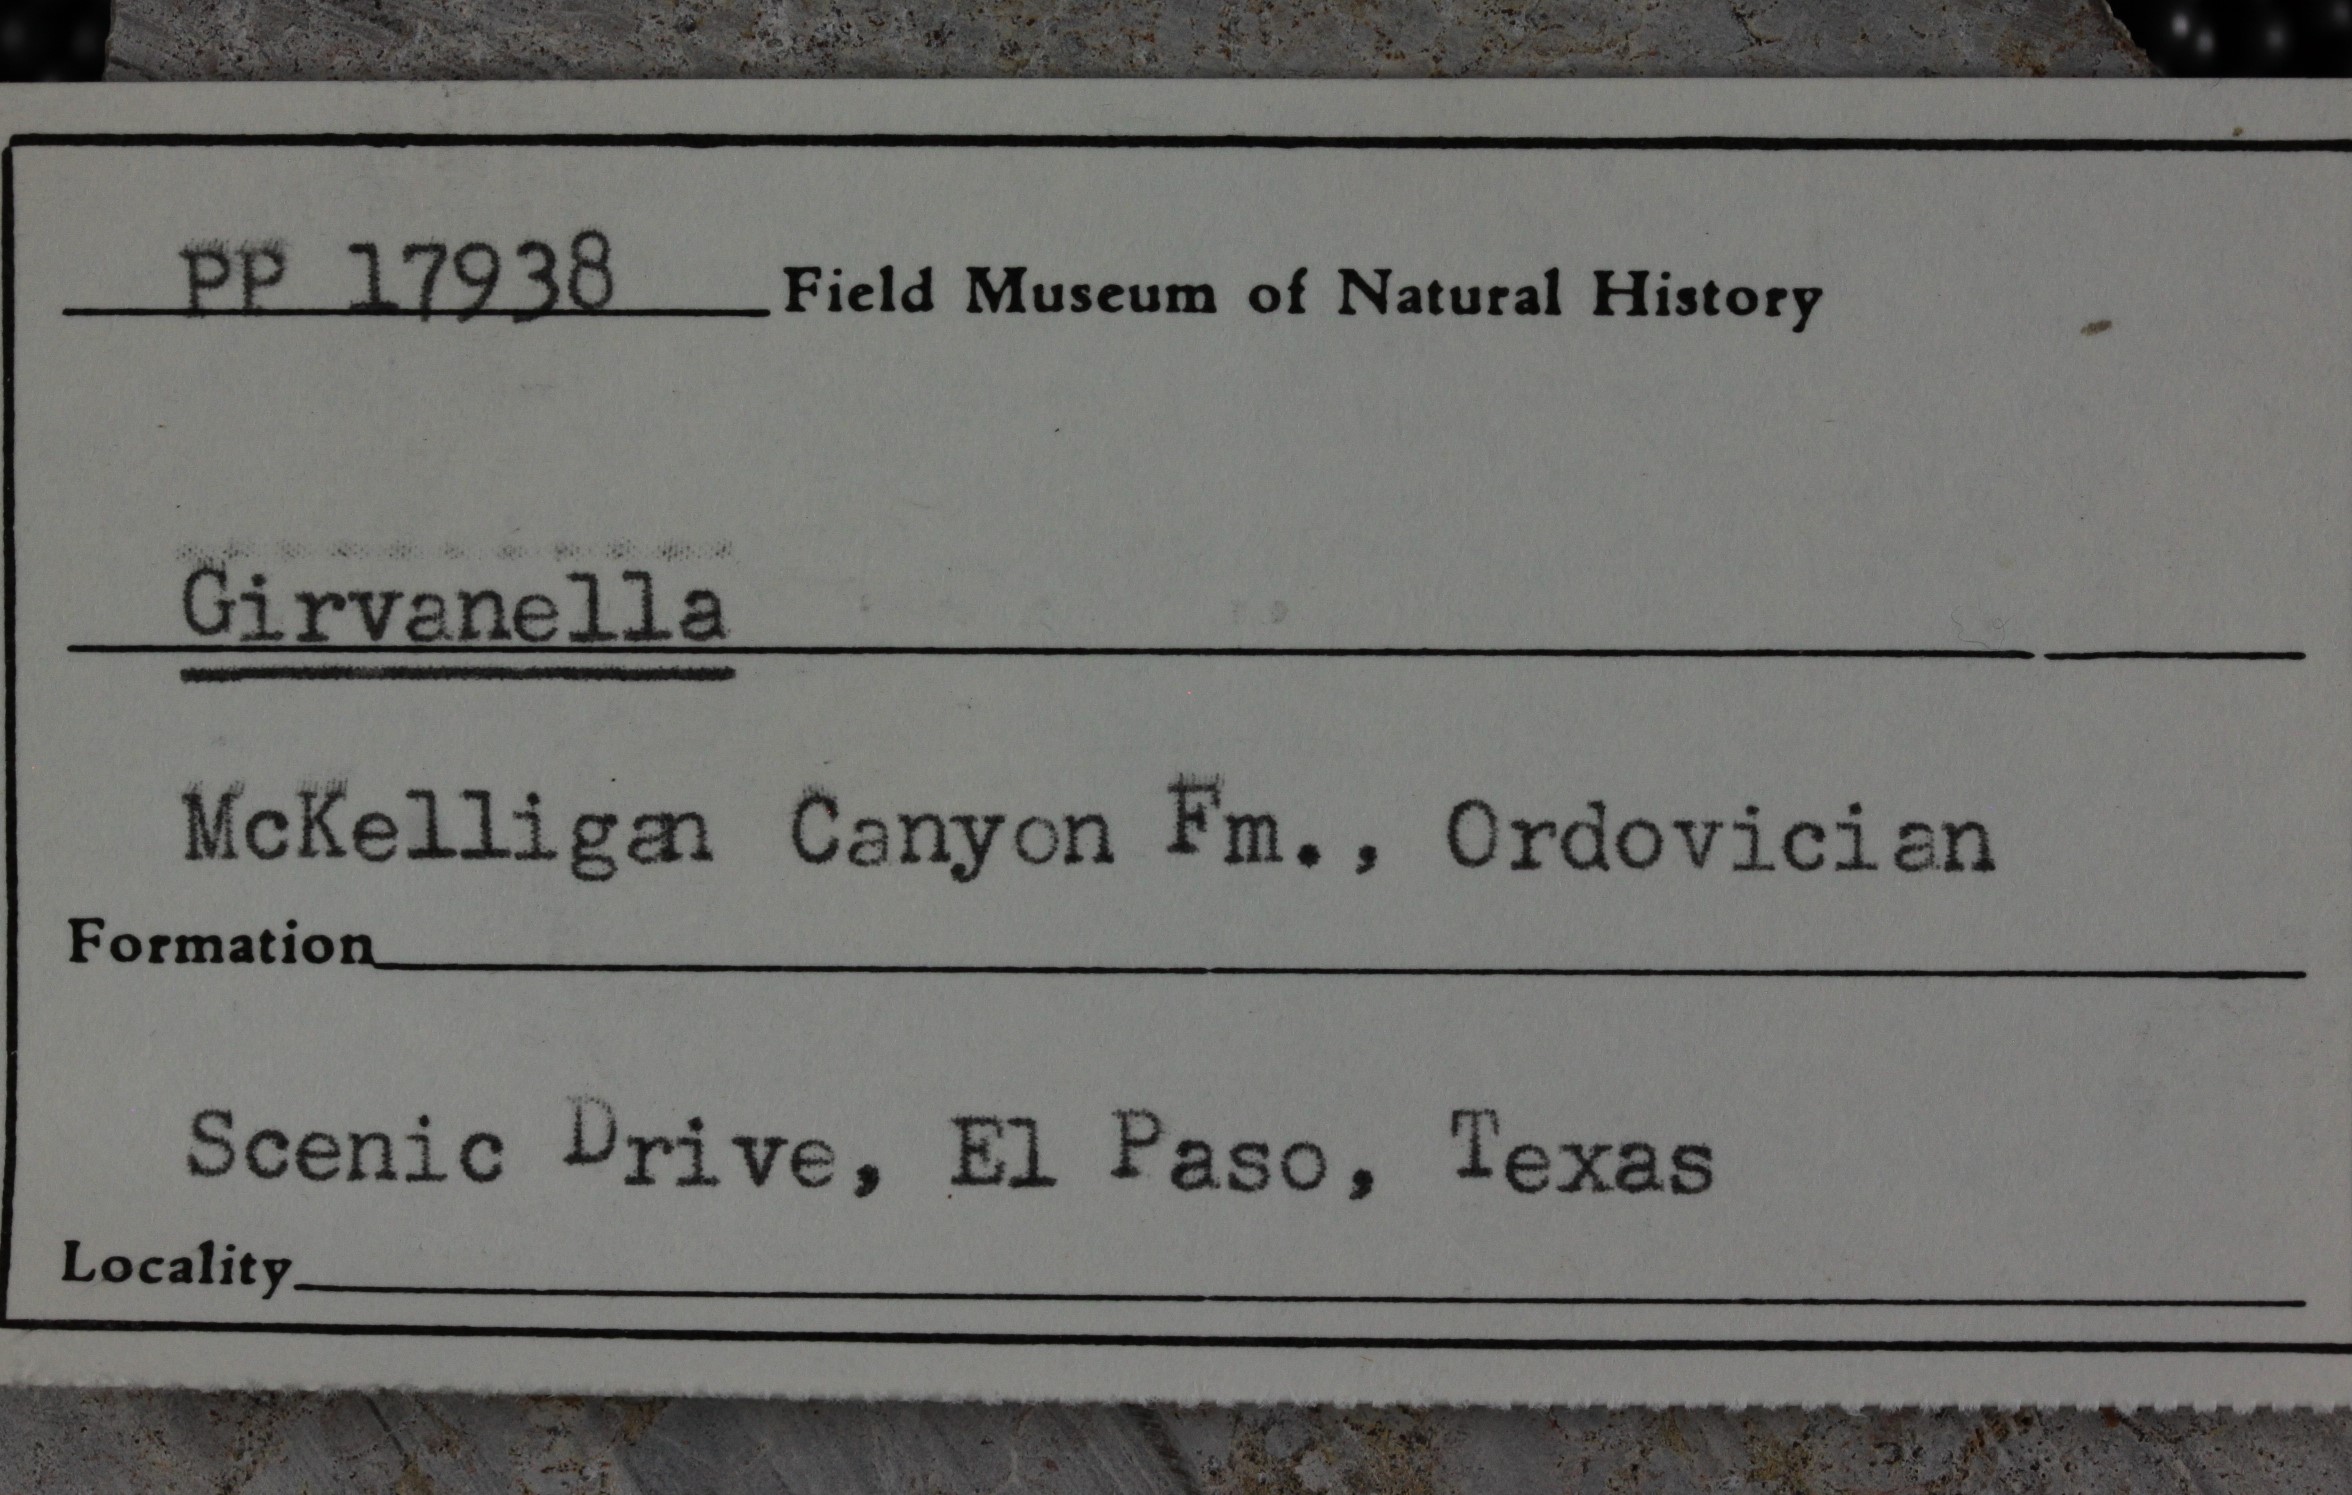 PP 17938 Field Museum of Natural History
Girvanella
McKelligan Canyon Fm., Ordovician
Formation
Scenic Drive, El Paso, Texas
Locality